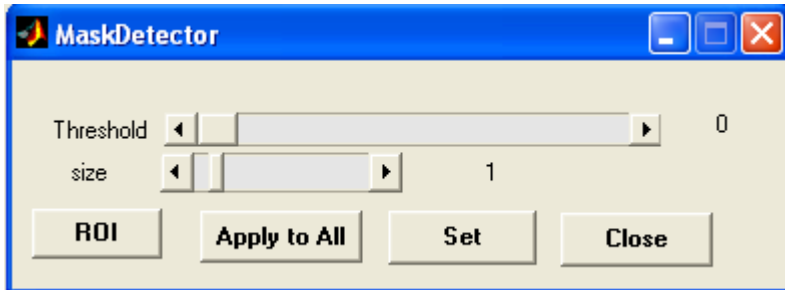 MaskDetector
Threshold 0
size 1
ROI Apply to All Set Close